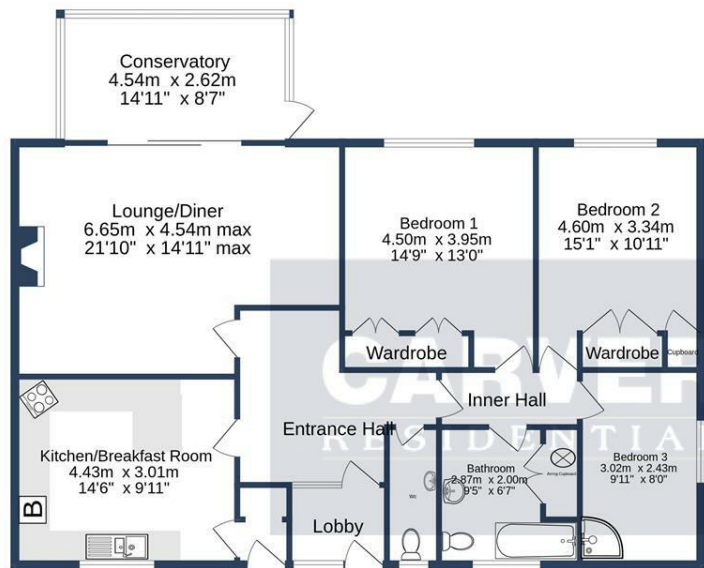 Conservatory
4.54m x 2.62m
14'11" x 8'7"
Lounge/Diner
6.65m x 4.54m max
21'10" x 14'11" max
Bedroom 1
4.50m x 3.95m
14'9" x 13'0"
Bedroom 2
4.60m x 3.34m
15'1" x 10'11"
Wardrobe
Wardrobe
Cupboard
CARVER
RESIDENTIAL
Inner Hall
Entrance Hall
Kitchen/Breakfast Room
4.43m x 3.01m
14'6" x 9'11"
B
Lobby
WC
Bathroom
2.87m x 2.00m
9'5" x 6'7"
Airing Cupboard
Bedroom 3
3.02m x 2.43m
9'11" x 8'0"